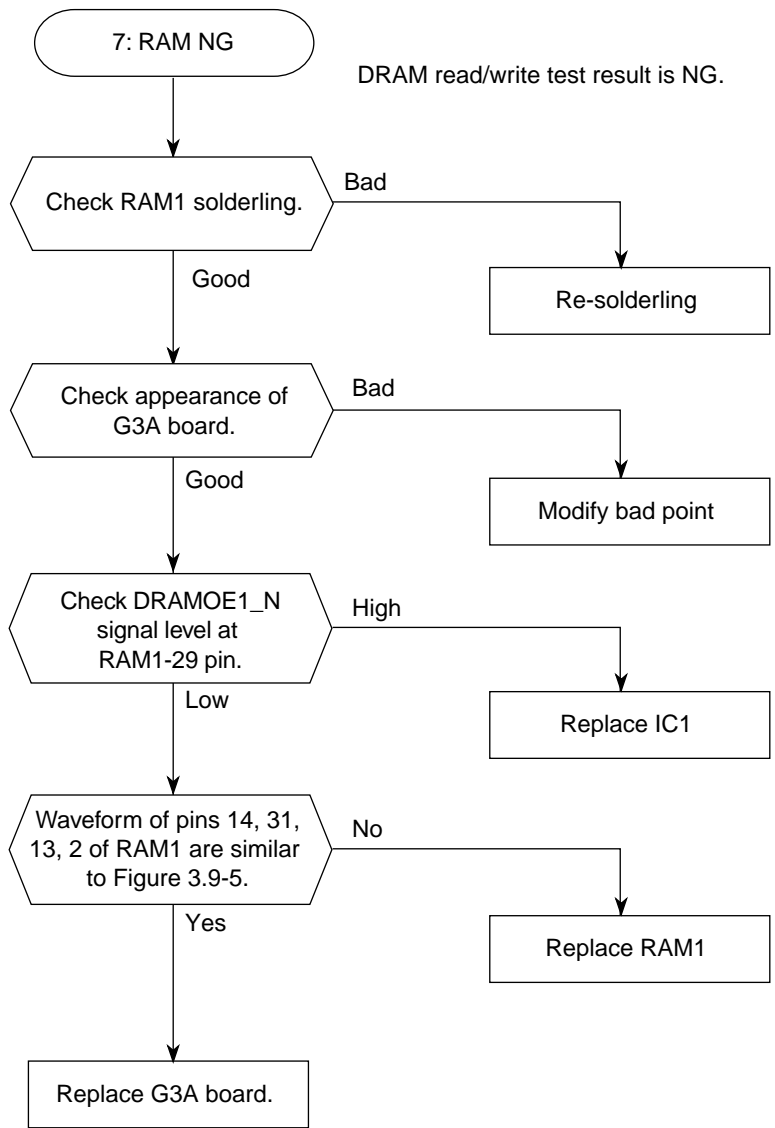 7: RAM NG
DRAM read/write test result is NG.
Check RAM1 solderling.
Bad
Good
Re-solderling
Check appearance of
G3A board.
Bad
Good
Modify bad point
Check DRAMOE1_N
signal level at
RAM1-29 pin.
High
Low
Replace IC1
Waveform of pins 14, 31,
13, 2 of RAM1 are similar
to Figure 3.9-5.
No
Yes
Replace RAM1
Replace G3A board.